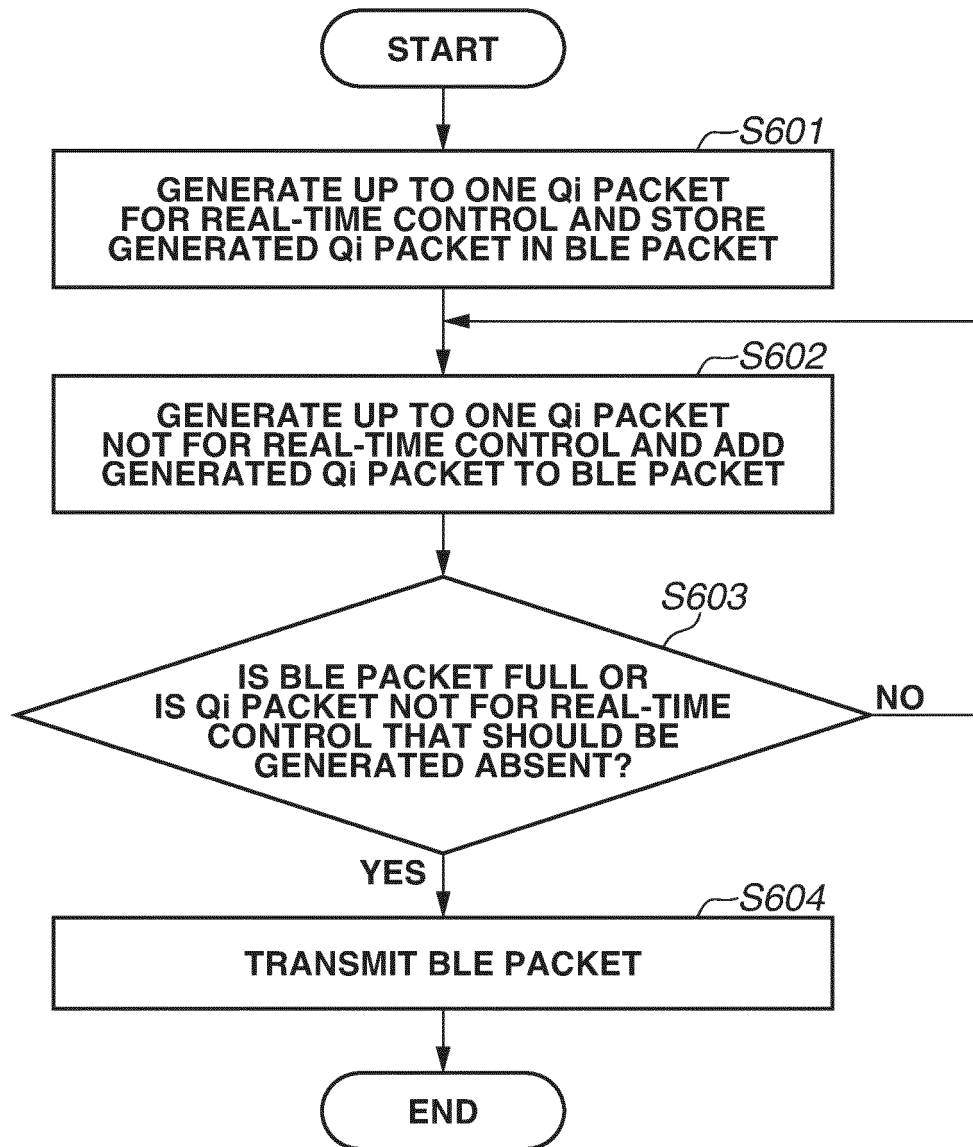 START
S601
GENERATE UP TO ONE Qi PACKET
FOR REAL-TIME CONTROL AND STORE
GENERATED Qi PACKET IN BLE PACKET
S602
GENERATE UP TO ONE Qi PACKET
NOT FOR REAL-TIME CONTROL AND ADD
GENERATED Qi PACKET TO BLE PACKET
S603
IS BLE PACKET FULL OR
IS Qi PACKET NOT FOR REAL-TIME
CONTROL THAT SHOULD BE
GENERATED ABSENT?
NO
YES
S604
TRANSMIT BLE PACKET
END